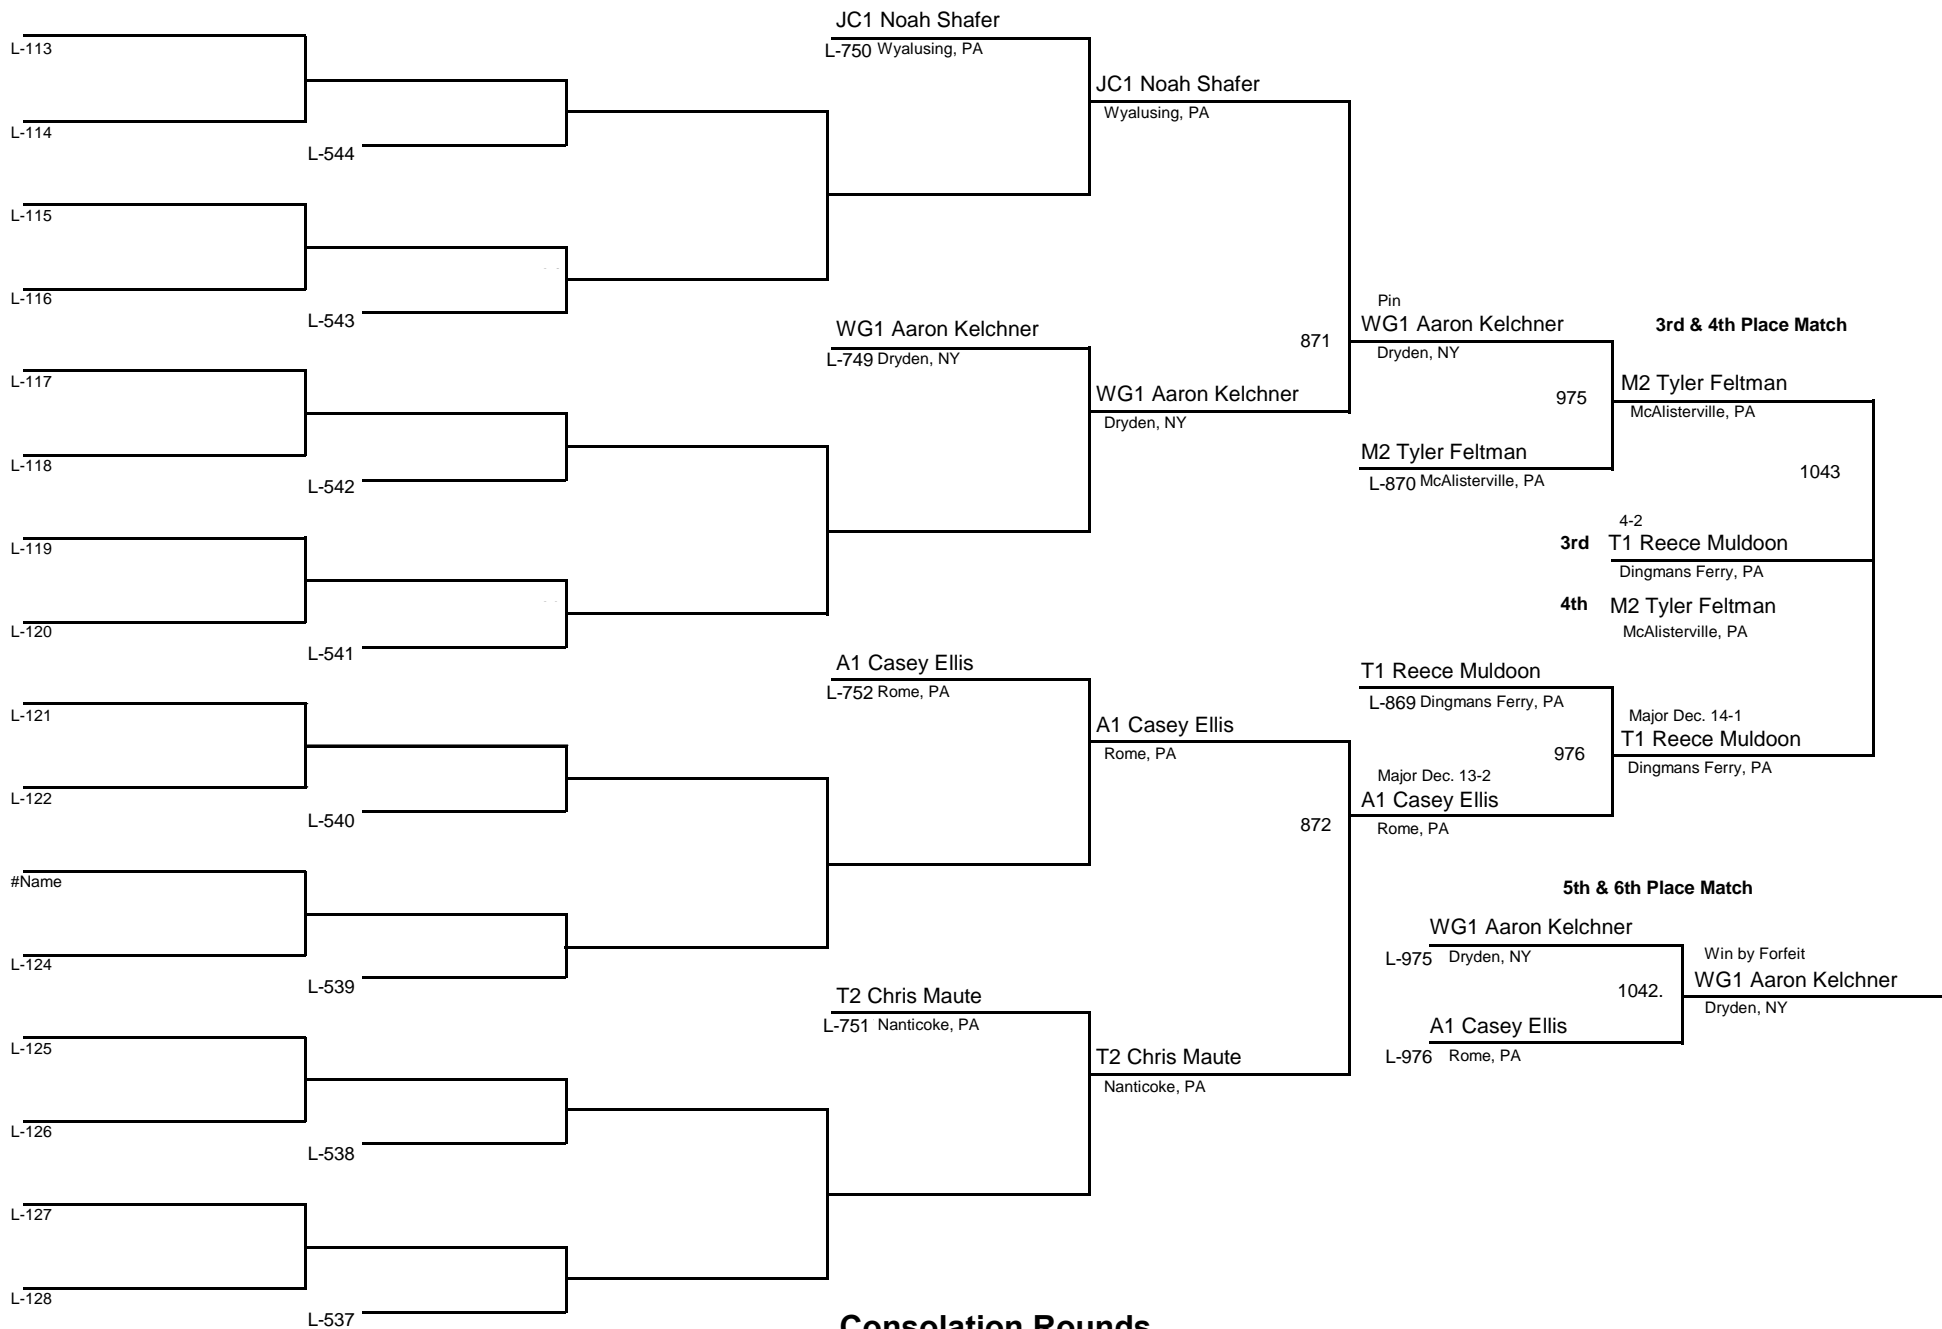 L-113
L-114
L-544
L-115
L-116
L-543
L-117
L-118
L-542
L-119
L-120
L-541
L-121
L-122
L-540
#Name
L-124
L-539
L-125
L-126
L-538
L-127
L-128
L-537
JC1 Noah Shafer
L-750 Wyalusing, PA
WG1 Aaron Kelchner
L-749 Dryden, NY
A1 Casey Ellis
L-752 Rome, PA
T2 Chris Maute
L-751 Nanticoke, PA
JC1 Noah Shafer
Wyalusing, PA
871
WG1 Aaron Kelchner
Dryden, NY
A1 Casey Ellis
Rome, PA
872
T2 Chris Maute
Nanticoke, PA
Pin
WG1 Aaron Kelchner
Dryden, NY
975
M2 Tyler Feltman
L-870 McAlisterville, PA
T1 Reece Muldoon
L-869 Dingmans Ferry, PA
976
Major Dec. 13-2
A1 Casey Ellis
Rome, PA
3rd & 4th Place Match
M2 Tyler Feltman
McAlisterville, PA
1043
4-2
3rd T1 Reece Muldoon
Dingmans Ferry, PA
4th M2 Tyler Feltman
McAlisterville, PA
Major Dec. 14-1
T1 Reece Muldoon
Dingmans Ferry, PA
5th & 6th Place Match
WG1 Aaron Kelchner
L-975 Dryden, NY
1042.
A1 Casey Ellis
L-976 Rome, PA
Win by Forfeit
WG1 Aaron Kelchner
Dryden, NY
Consolation Rounds